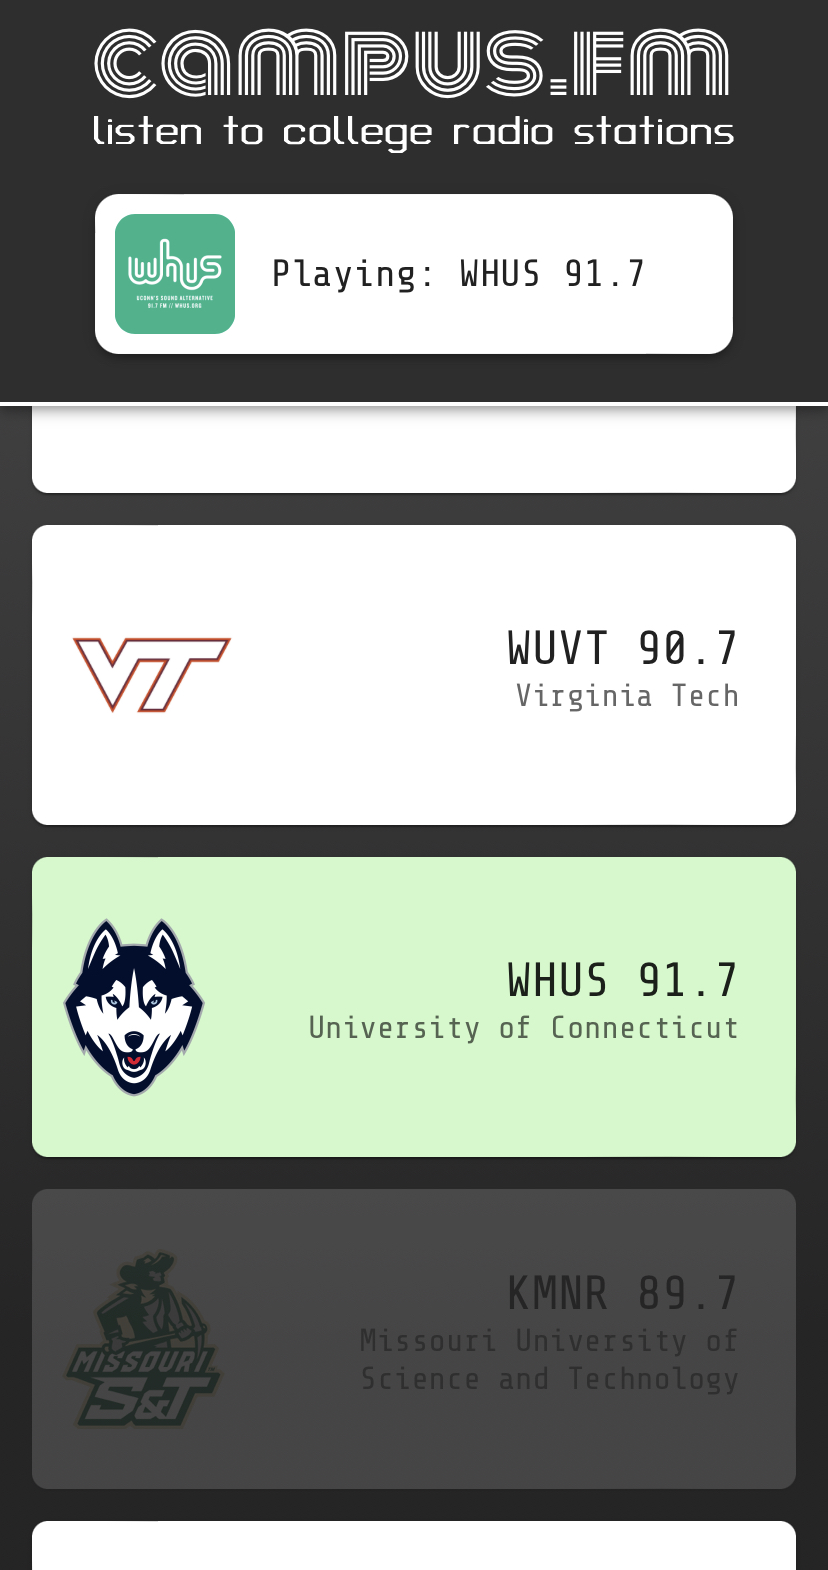 campus.fm
listen to college radio stations
whus
UCONN'S SOUND ALTERNATIVE
91.7 FM // WHUS.ORG
Playing: WHUS 91.7
VT
WUVT 90.7
Virginia Tech
WHUS 91.7
University of Connecticut
KMNR 89.7
Missouri University of
Science and Technology
MISSOURI
S&T